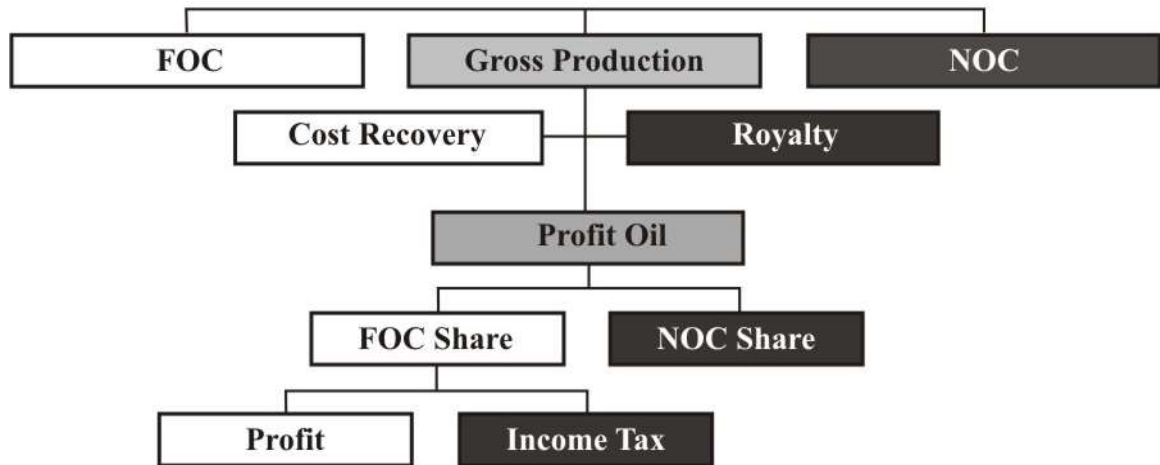 FOC
Gross Production
NOC
Cost Recovery
Royalty
Profit Oil
FOC Share
NOC Share
Profit
Income Tax